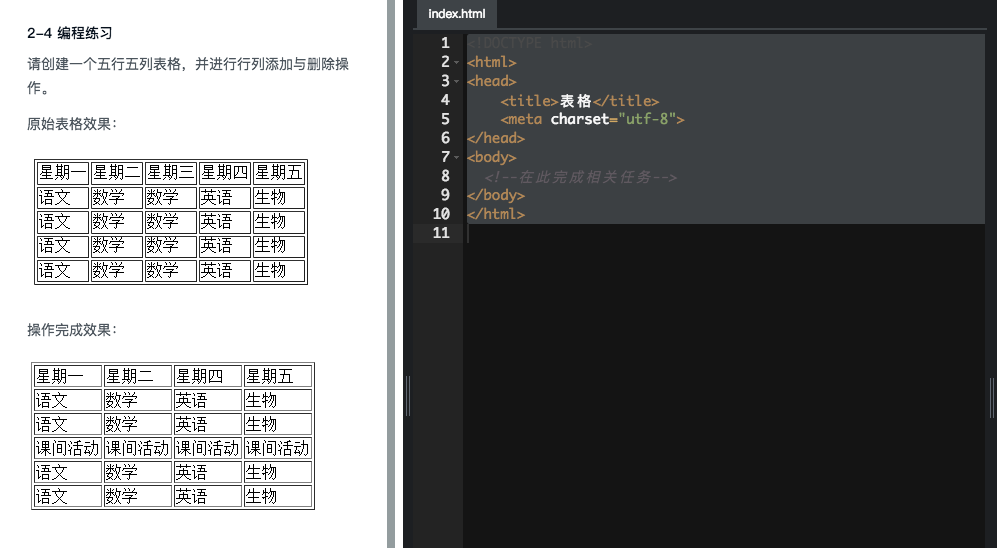 2-4 编程练习
请创建一个五行五列表格，并进行行列添加与删除操
作。
原始表格效果：
星期一 星期二 星期三 星期四 星期五
语文 数学 数学 英语 生物
语文 数学 数学 英语 生物
语文 数学 数学 英语 生物
语文 数学 数学 英语 生物
操作完成效果：
星期一 星期二 星期四 星期五
语文 数学 英语 生物
语文 数学 英语 生物
课间活动 课间活动 课间活动 课间活动
语文 数学 英语 生物
语文 数学 英语 生物
index.html
1 <!DOCTYPE html>
2 <html>
3 <head>
4 <title>表格</title>
5 <meta charset="utf-8">
6 </head>
7 <body>
8 <!--在此完成相关任务-->
9 </body>
10 </html>
11